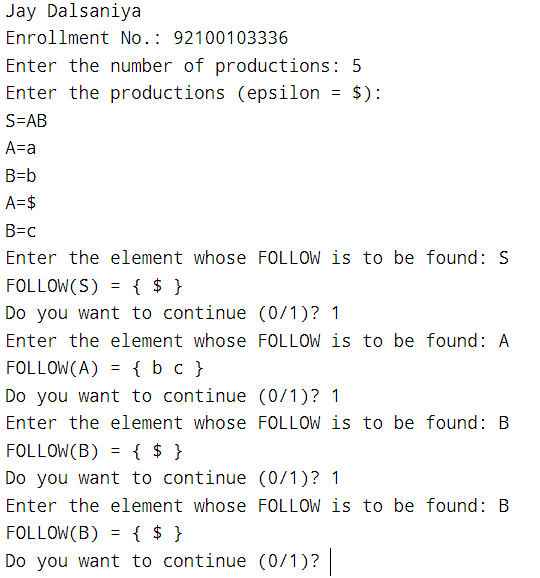 Jay Dalsaniya
Enrollment No.: 92100103336
Enter the number of productions: 5
Enter the productions (epsilon = $):
S=AB
A=a
B=b
A=$
B=c
Enter the element whose FOLLOW is to be found: S
FOLLOW(S) = { $ }
Do you want to continue (0/1)? 1
Enter the element whose FOLLOW is to be found: A
FOLLOW(A) = { b c }
Do you want to continue (0/1)? 1
Enter the element whose FOLLOW is to be found: B
FOLLOW(B) = { $ }
Do you want to continue (0/1)? 1
Enter the element whose FOLLOW is to be found: B
FOLLOW(B) = { $ }
Do you want to continue (0/1)?